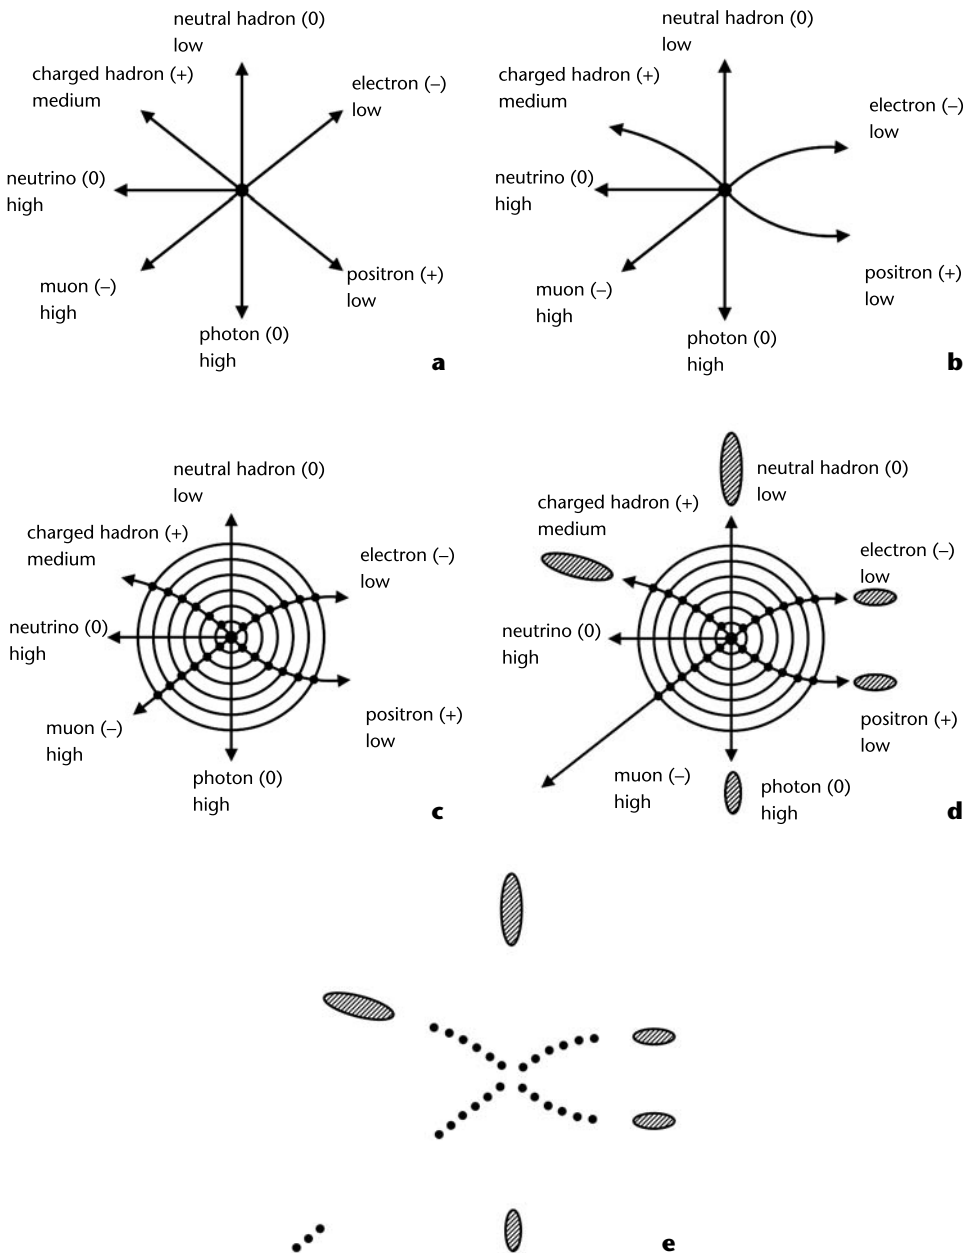 neutral hadron (0)
low
charged hadron (+)
medium
electron (–)
low
neutrino (0)
high
muon (–)
high
positron (+)
low
photon (0)
high
a
neutral hadron (0)
low
charged hadron (+)
medium
electron (–)
low
neutrino (0)
high
muon (–)
high
positron (+)
low
photon (0)
high
b
neutral hadron (0)
low
charged hadron (+)
medium
electron (–)
low
neutrino (0)
high
muon (–)
high
positron (+)
low
photon (0)
high
c
neutral hadron (0)
low
charged hadron (+)
medium
electron (–)
low
neutrino (0)
high
positron (+)
low
muon (–)
high
photon (0)
high
d
e